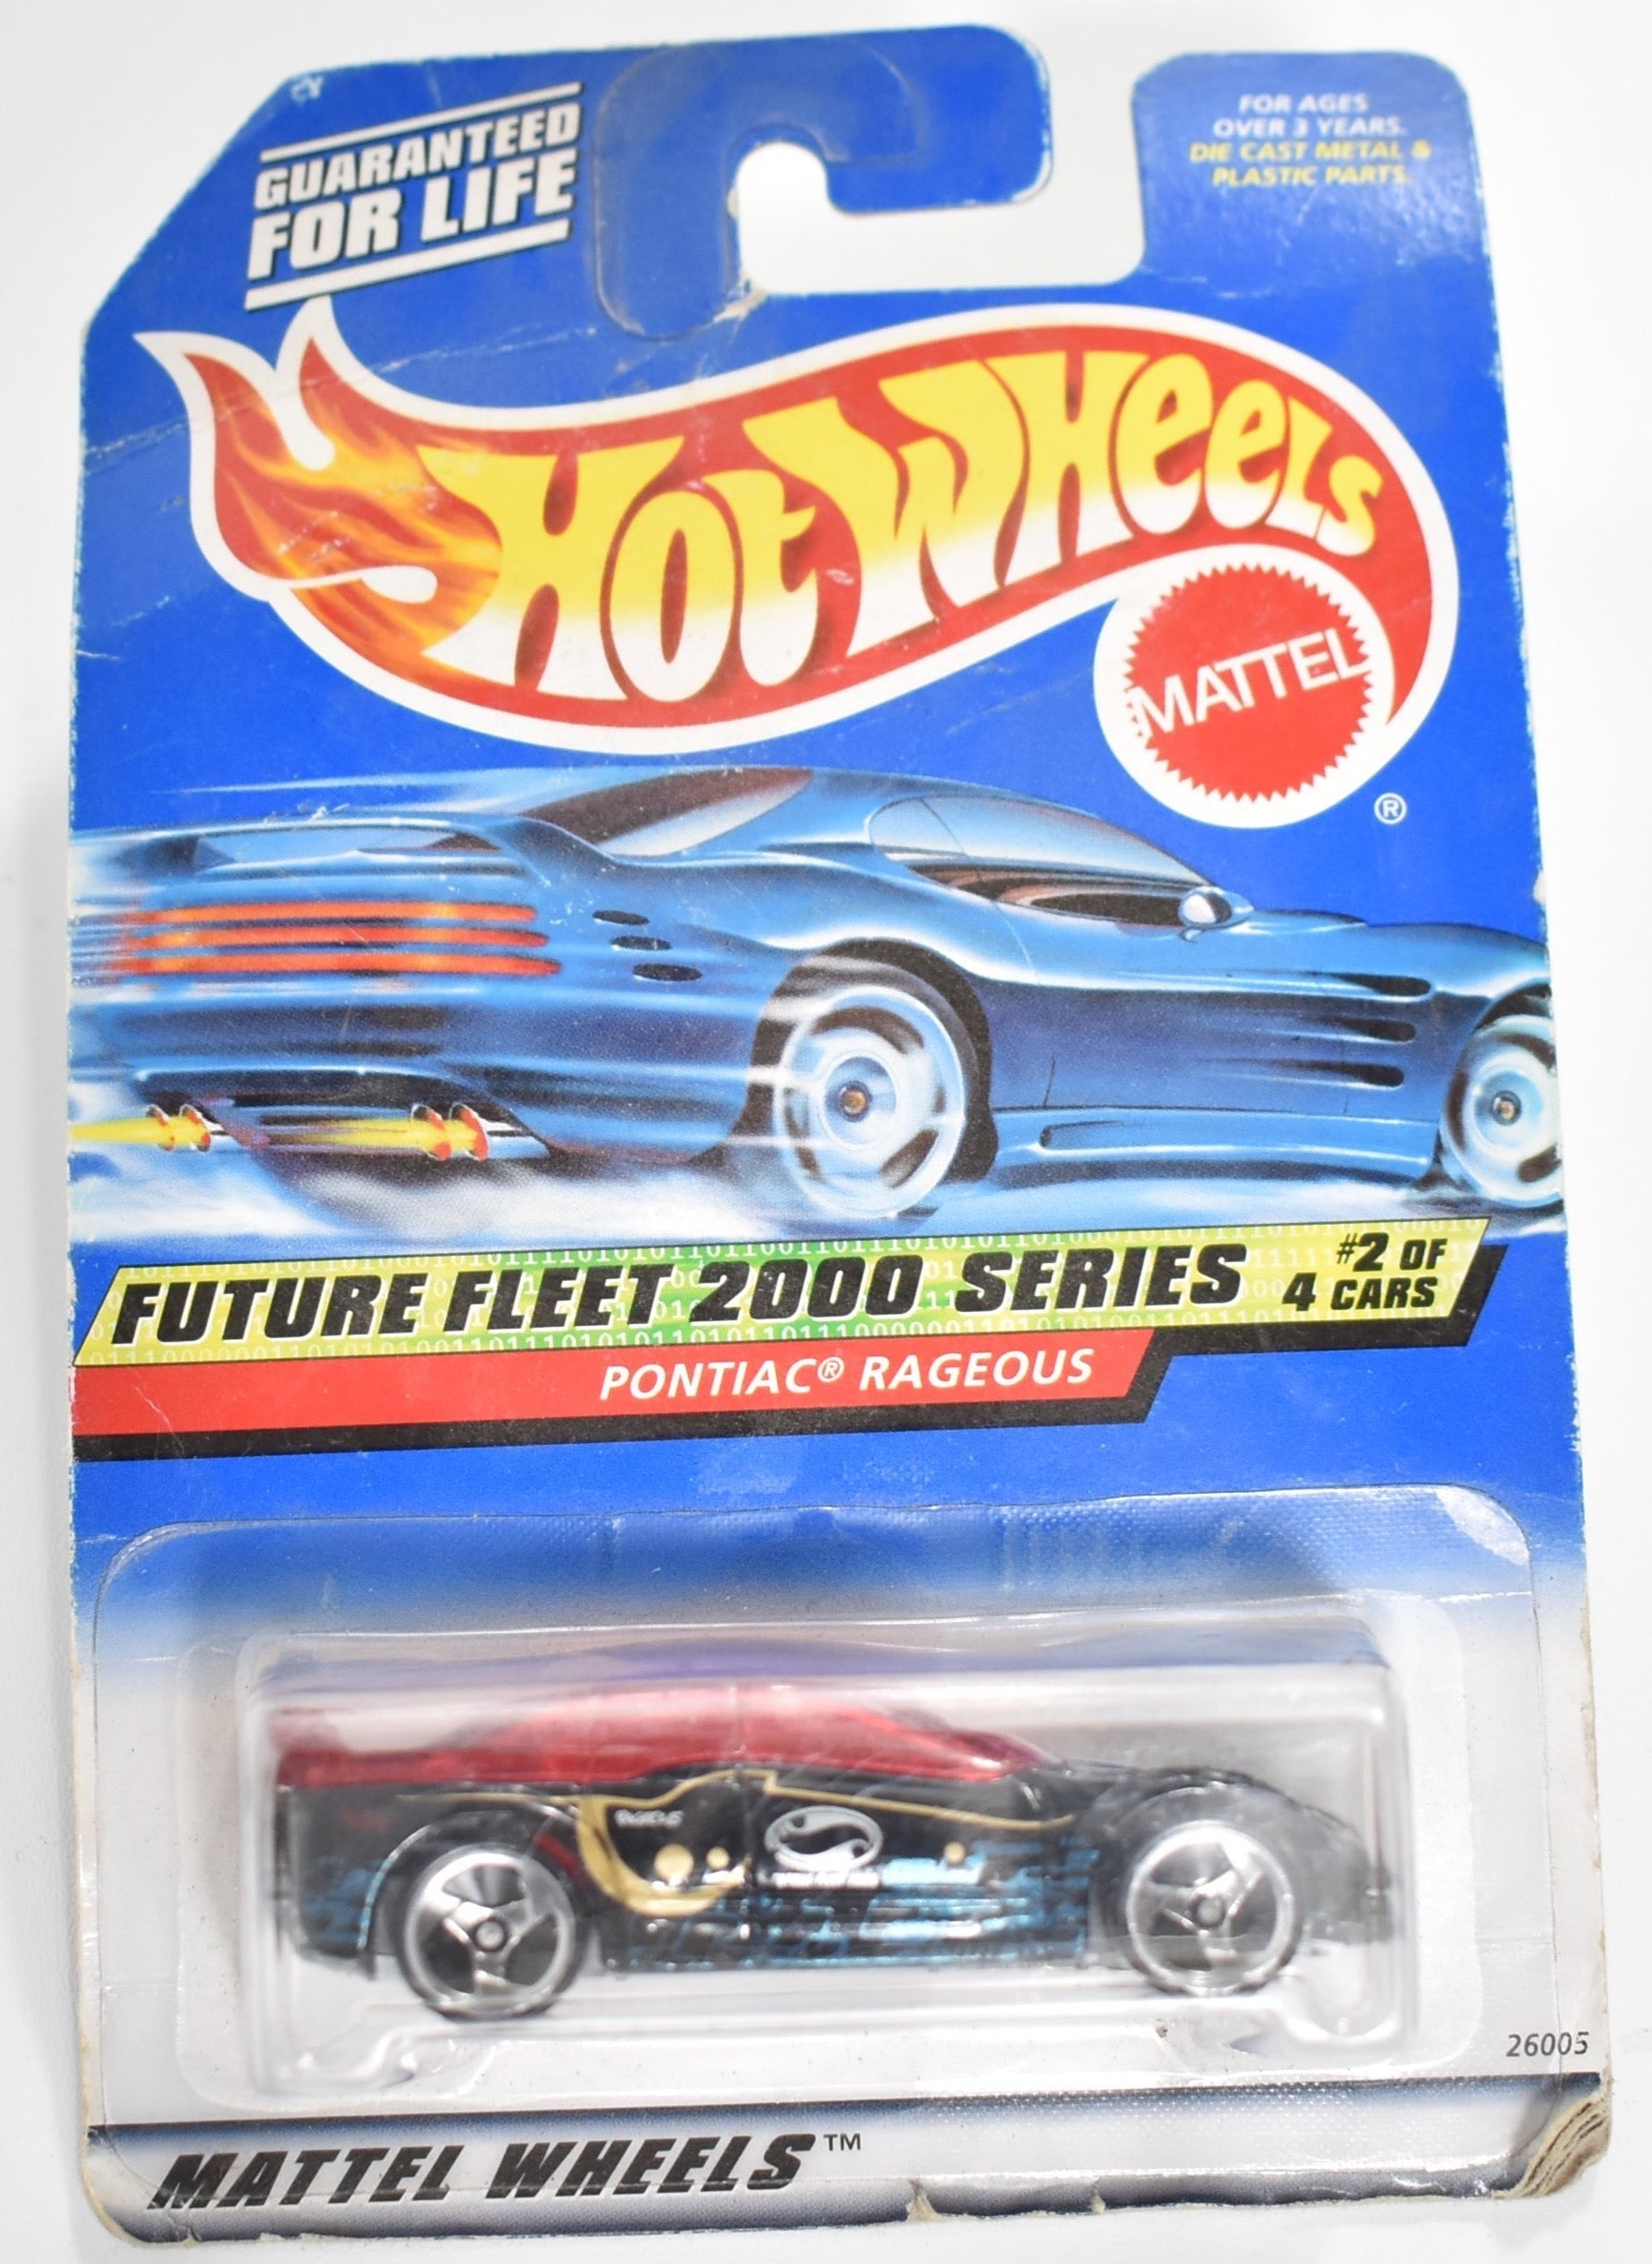 GUARANTEED
FOR LIFE
FOR AGES
OVER 3 YEARS.
DIE CAST METAL &
PLASTIC PARTS.
HOT WHEELS
MATTEL
®
FUTURE FLEET 2000 SERIES
#2 OF
4 CARS
PONTIAC® RAGEOUS
26005
MATTEL WHEELS™